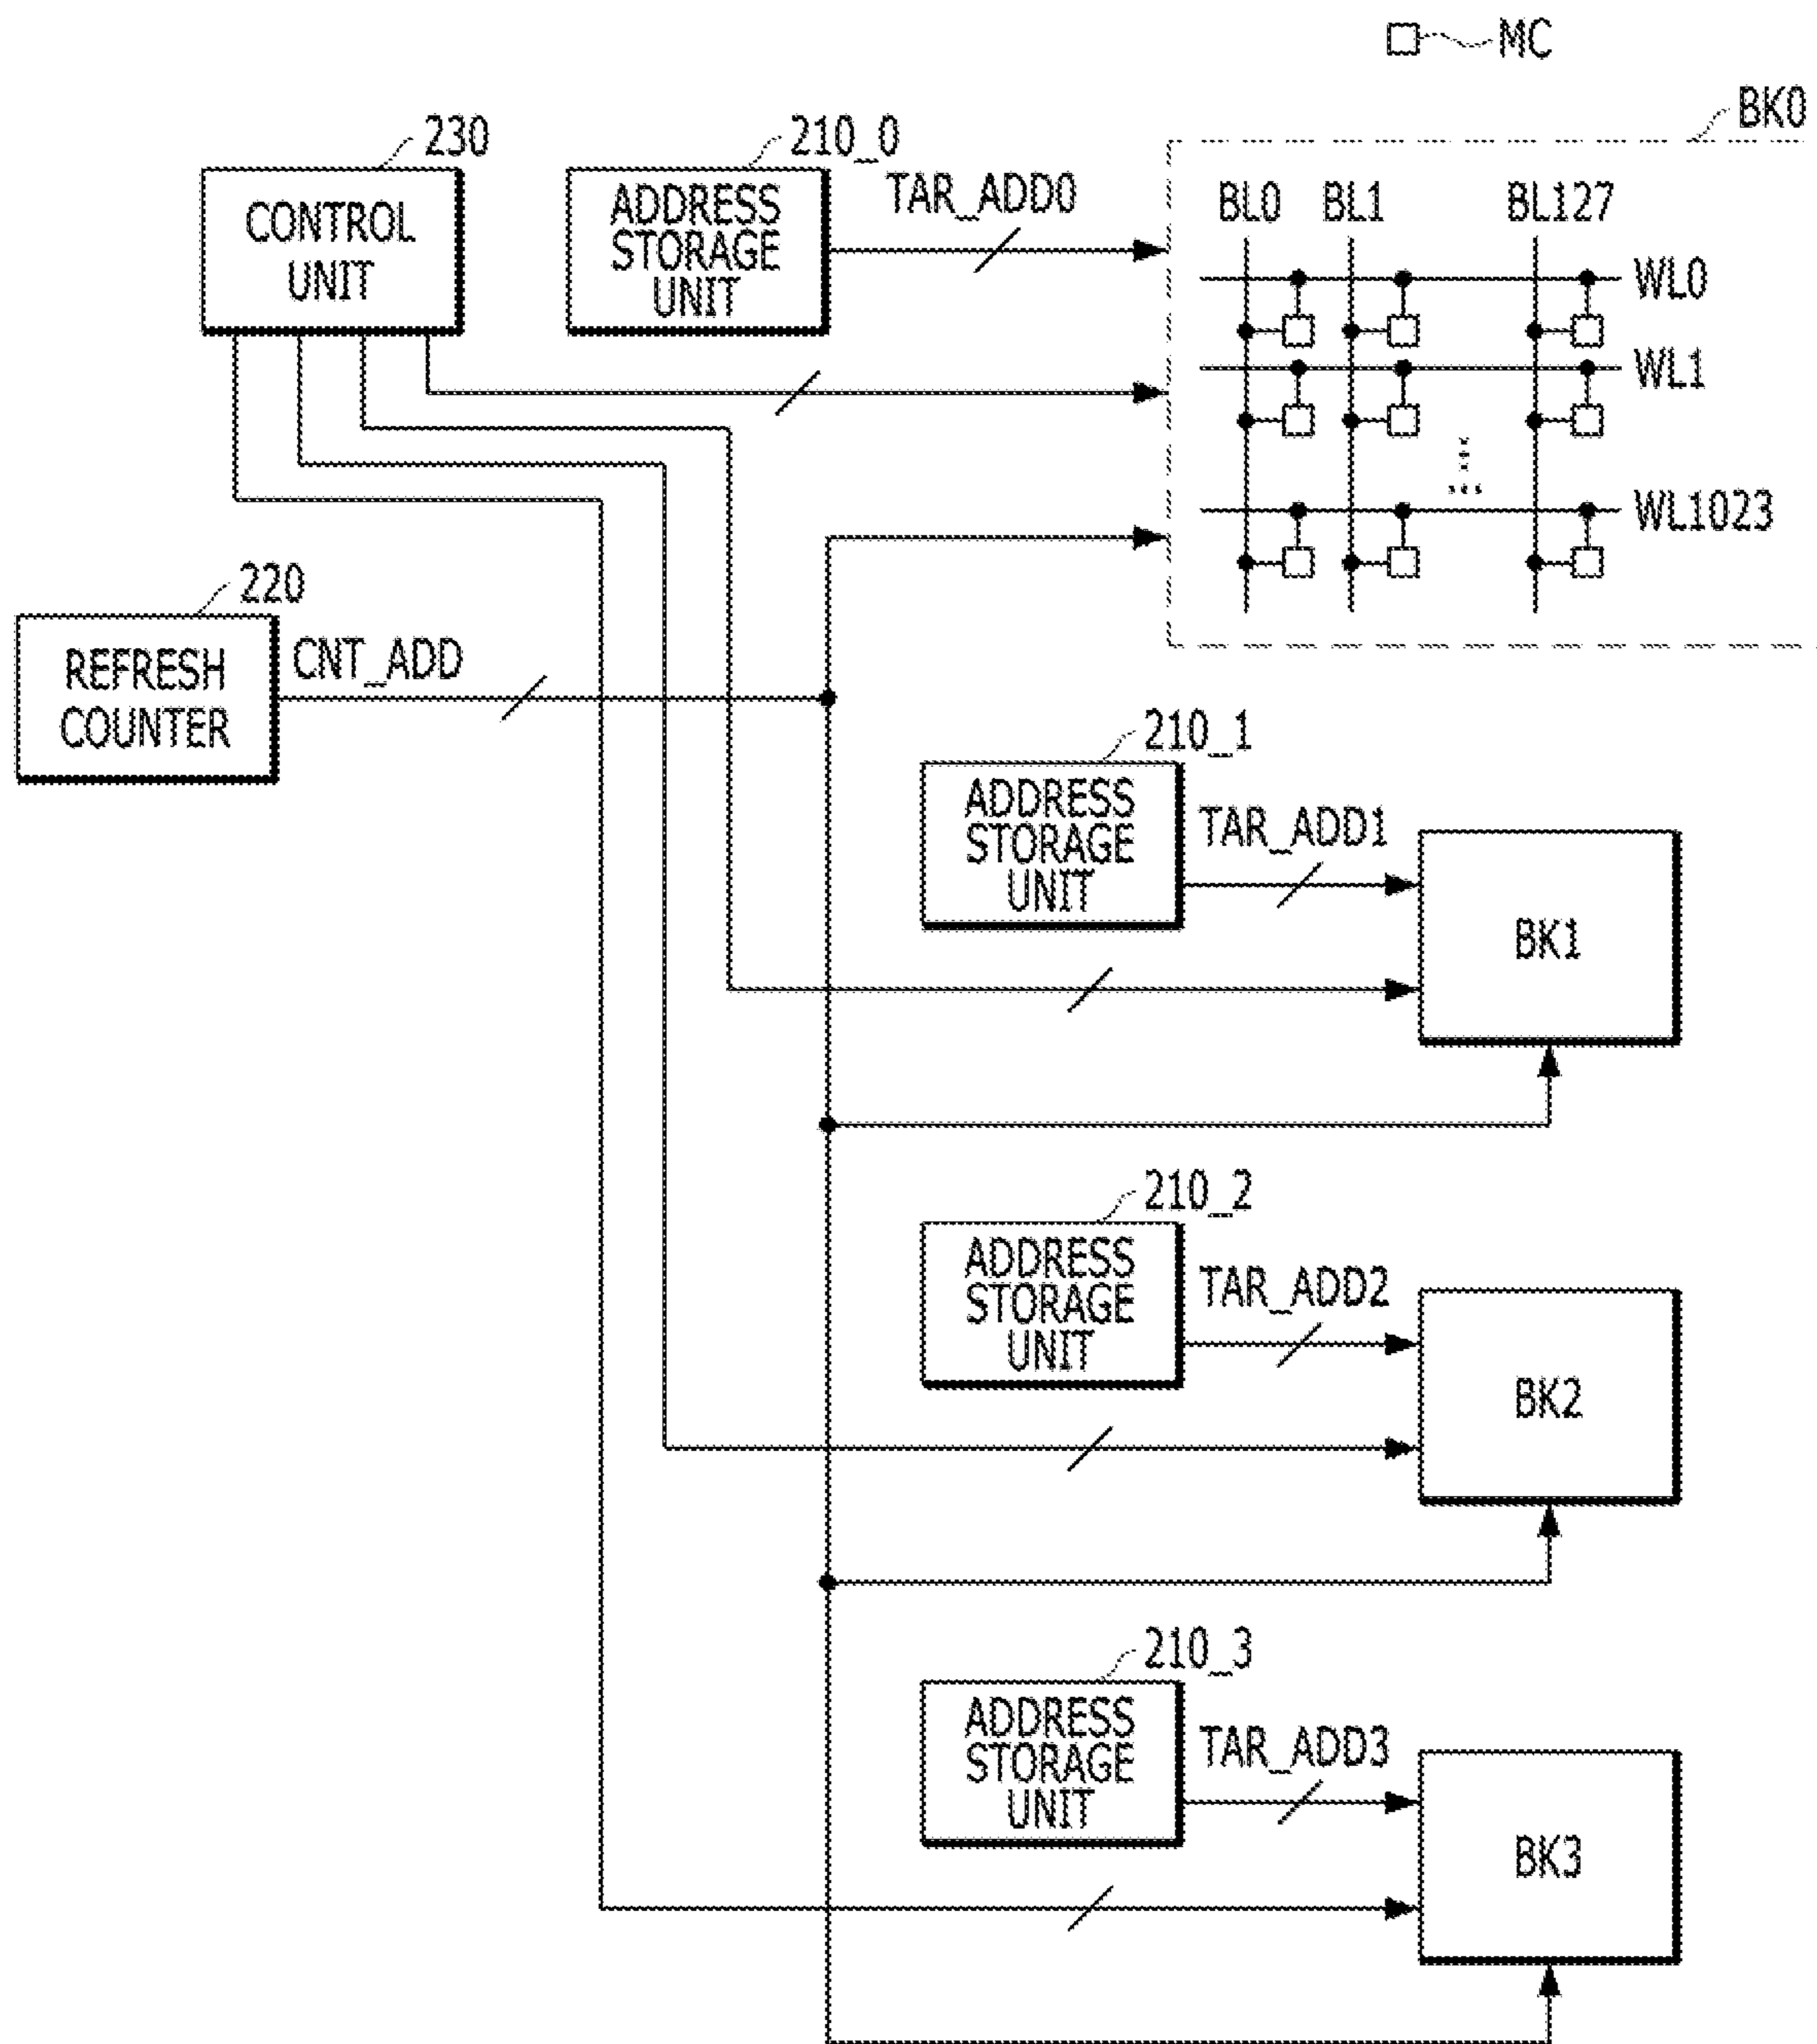 MC
BK0
230
210_0
CONTROL
UNIT
ADDRESS
STORAGE
UNIT
TAR_ADD0
BL0 BL1 BL127
WL0
WL1
WL1023
220
REFRESH
COUNTER
CNT_ADD
210_1
ADDRESS
STORAGE
UNIT
TAR_ADD1
BK1
210_2
ADDRESS
STORAGE
UNIT
TAR_ADD2
BK2
210_3
ADDRESS
STORAGE
UNIT
TAR_ADD3
BK3